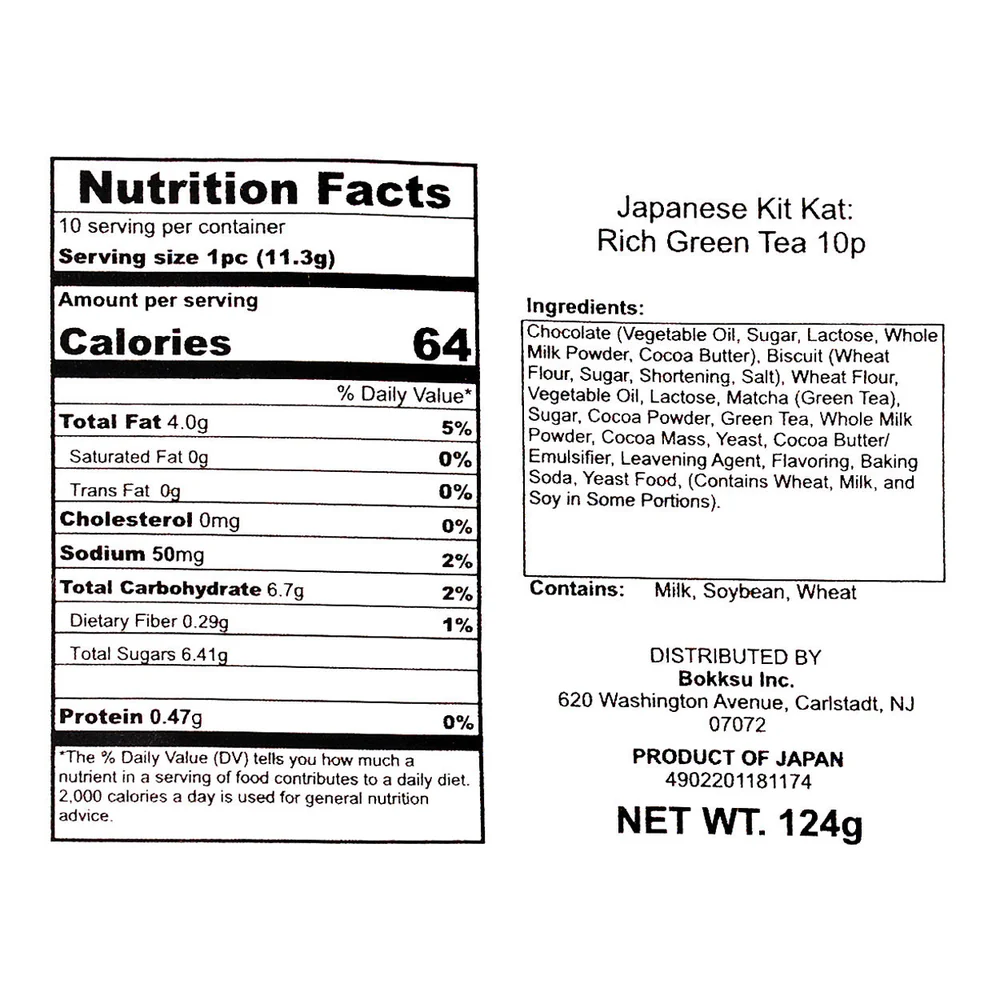 Nutrition Facts
10 serving per container
Serving size 1pc (11.3g)
Amount per serving
Calories 64
% Daily Value*
Total Fat 4.0g 5%
Saturated Fat 0g 0%
Trans Fat 0g 0%
Cholesterol 0mg 0%
Sodium 50mg 2%
Total Carbohydrate 6.7g 2%
Dietary Fiber 0.29g 1%
Total Sugars 6.41g
Protein 0.47g 0%
*The % Daily Value (DV) tells you how much a
nutrient in a serving of food contributes to a daily diet.
2,000 calories a day is used for general nutrition
advice.
Japanese Kit Kat:
Rich Green Tea 10p
Ingredients:
Chocolate (Vegetable Oil, Sugar, Lactose, Whole
Milk Powder, Cocoa Butter), Biscuit (Wheat
Flour, Sugar, Shortening, Salt), Wheat Flour,
Vegetable Oil, Lactose, Matcha (Green Tea),
Sugar, Cocoa Powder, Green Tea, Whole Milk
Powder, Cocoa Mass, Yeast, Cocoa Butter/
Emulsifier, Leavening Agent, Flavoring, Baking
Soda, Yeast Food, (Contains Wheat, Milk, and
Soy in Some Portions).
Contains: Milk, Soybean, Wheat
DISTRIBUTED BY
Bokksu Inc.
620 Washington Avenue, Carlstadt, NJ
07072
PRODUCT OF JAPAN
4902201181174
NET WT. 124g